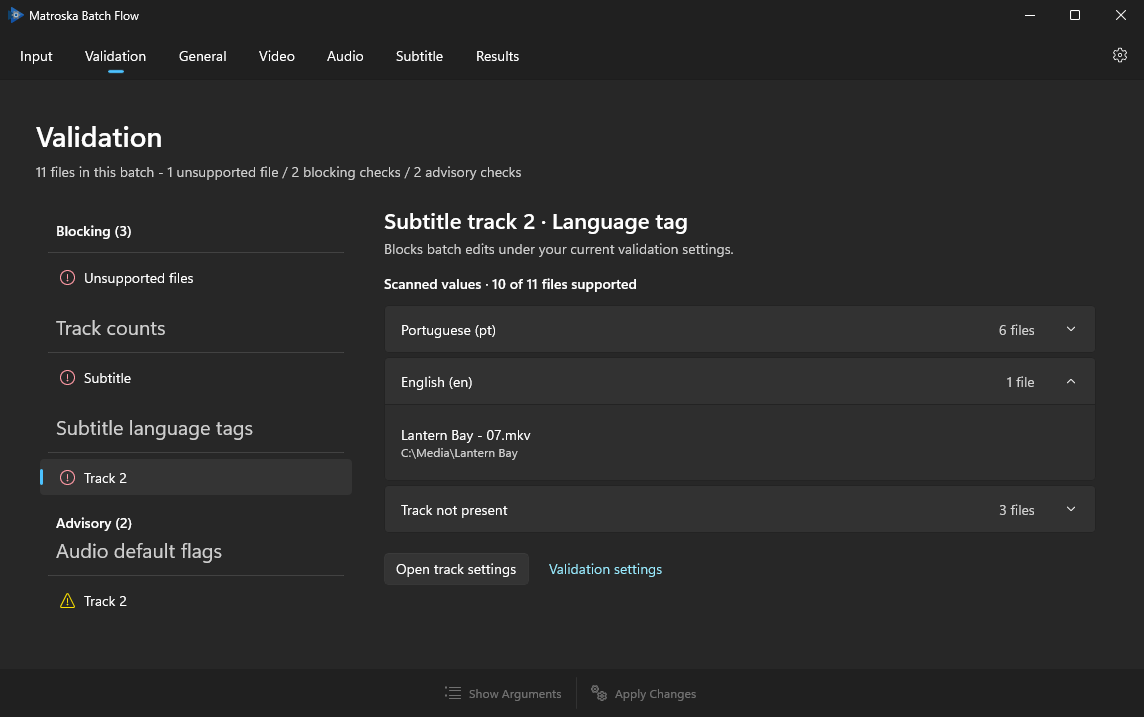 Matroska Batch Flow
Input
Validation
General
Video
Audio
Subtitle
Results
Validation
11 files in this batch - 1 unsupported file / 2 blocking checks / 2 advisory checks
Blocking (3)
Unsupported files
Track counts
Subtitle
Subtitle language tags
Track 2
Advisory (2)
Audio default flags
Track 2
Subtitle track 2 · Language tag
Blocks batch edits under your current validation settings.
Scanned values · 10 of 11 files supported
Portuguese (pt) 6 files
English (en) 1 file
Lantern Bay - 07.mkv
C:\Media\Lantern Bay
Track not present 3 files
Open track settings
Validation settings
Show Arguments
Apply Changes